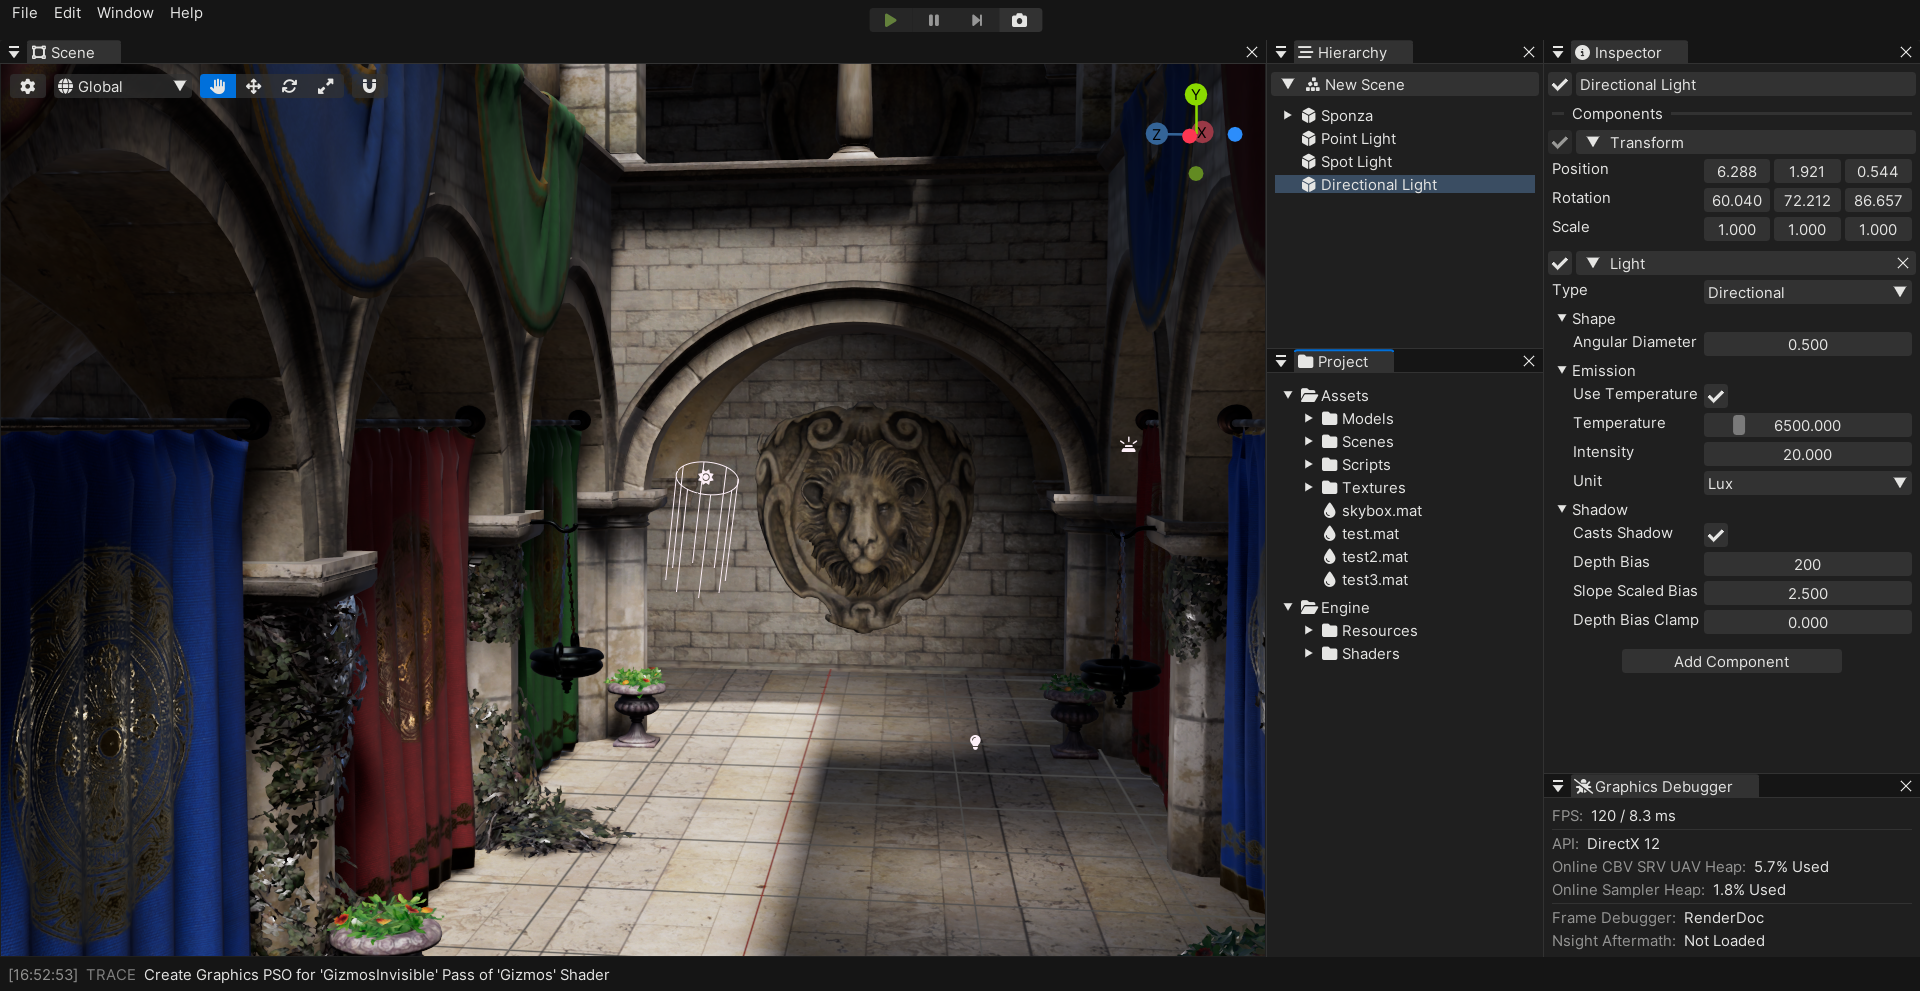 File Edit Window Help
Scene
Global
Y
Z
X
Hierarchy
New Scene
Sponza
Point Light
Spot Light
Directional Light
Project
Assets
Models
Scenes
Scripts
Textures
skybox.mat
test.mat
test2.mat
test3.mat
Engine
Resources
Shaders
Inspector
Directional Light
Components
Transform
Position 6.288 1.921 0.544
Rotation 60.040 72.212 86.657
Scale 1.000 1.000 1.000
Light
Type Directional
Shape
Angular Diameter 0.500
Emission
Use Temperature
Temperature 6500.000
Intensity 20.000
Unit Lux
Shadow
Casts Shadow
Depth Bias 200
Slope Scaled Bias 2.500
Depth Bias Clamp 0.000
Add Component
Graphics Debugger
FPS: 120 / 8.3 ms
API: DirectX 12
Online CBV SRV UAV Heap: 5.7% Used
Online Sampler Heap: 1.8% Used
Frame Debugger: RenderDoc
Nsight Aftermath: Not Loaded
[16:52:53] TRACE Create Graphics PSO for 'GizmosInvisible' Pass of 'Gizmos' Shader